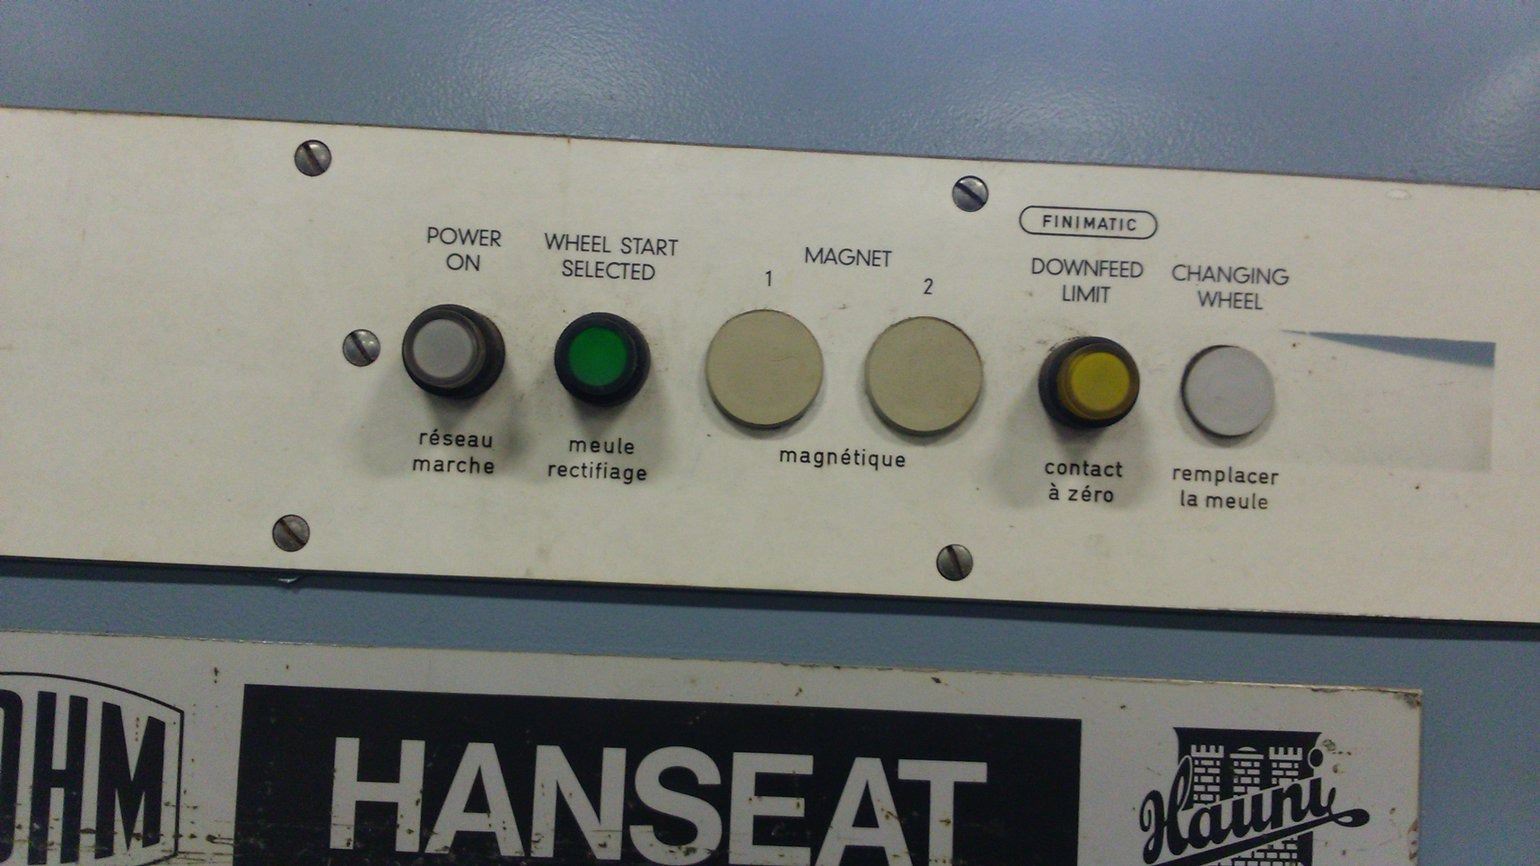 POWER
ON
WHEEL START
SELECTED
MAGNET
1
2
FINIMATIC
DOWNFEED
LIMIT
CHANGING
WHEEL
réseau
marche
meule
rectifiage
magnétique
contact
à zéro
remplacer
la meule
HANSEAT
Hauni